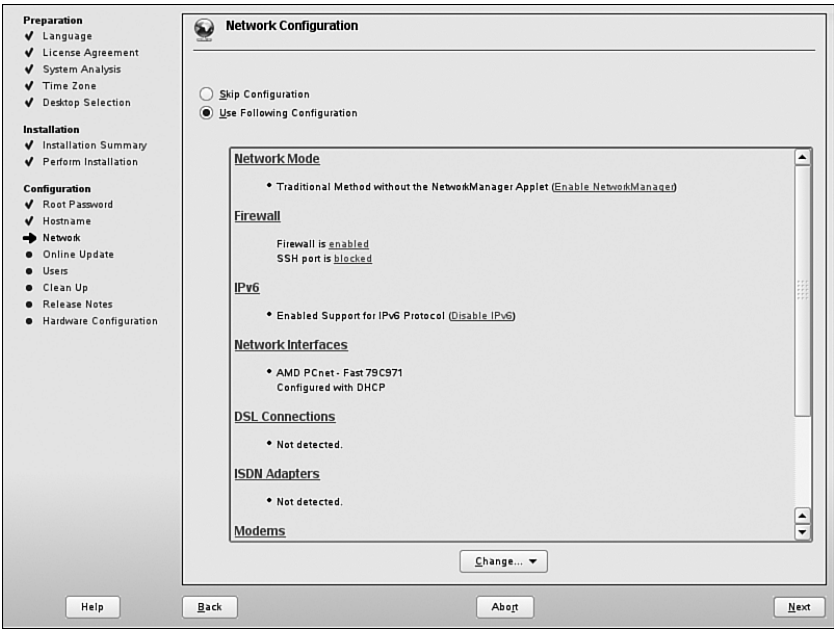 Preparation
Language
License Agreement
System Analysis
Time Zone
Desktop Selection
Installation
Installation Summary
Perform Installation
Configuration
Root Password
Hostname
Network
Online Update
Users
Clean Up
Release Notes
Hardware Configuration
Network Configuration
Skip Configuration
Use Following Configuration
Network Mode
• Traditional Method without the NetworkManager Applet (Enable NetworkManager)
Firewall
Firewall is enabled
SSH port is blocked
IPv6
• Enabled Support for IPv6 Protocol (Disable IPv6)
Network Interfaces
• AMD PCnet - Fast 79C971
Configured with DHCP
DSL Connections
• Not detected.
ISDN Adapters
• Not detected.
Modems
Change...
Help
Back
Abort
Next